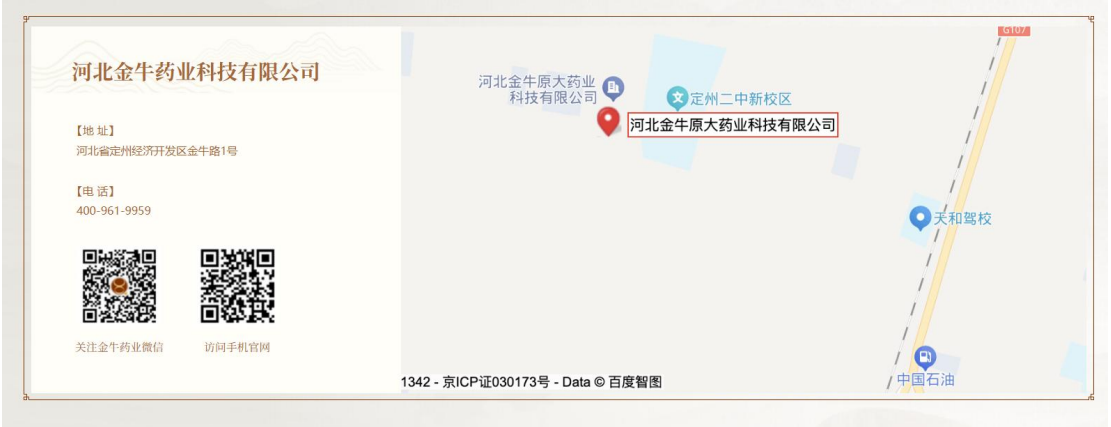 河北金牛药业科技有限公司
【地 址】
河北省定州经济开发区金牛路1号
【电 话】
400-961-9959
关注金牛药业微信
访问手机官网
G107
河北金牛原大药业
科技有限公司
定州二中新校区
河北金牛原大药业科技有限公司
天和驾校
中国石油
1342 - 京ICP证030173号 - Data © 百度智图